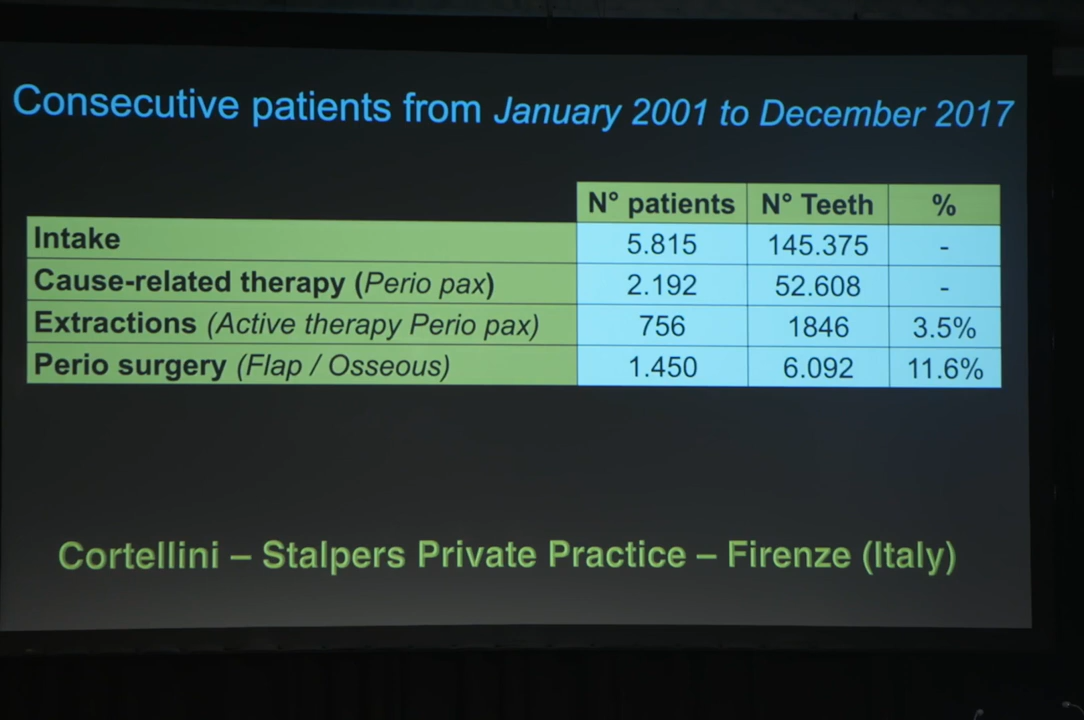 Consecutive patients from January 2001 to December 2017
N° patients N° Teeth %
Intake 5.815 145.375 -
Cause-related therapy (Perio pax) 2.192 52.608 -
Extractions (Active therapy Perio pax) 756 1846 3.5%
Perio surgery (Flap / Osseous) 1.450 6.092 11.6%
Cortellini – Stalpers Private Practice – Firenze (Italy)